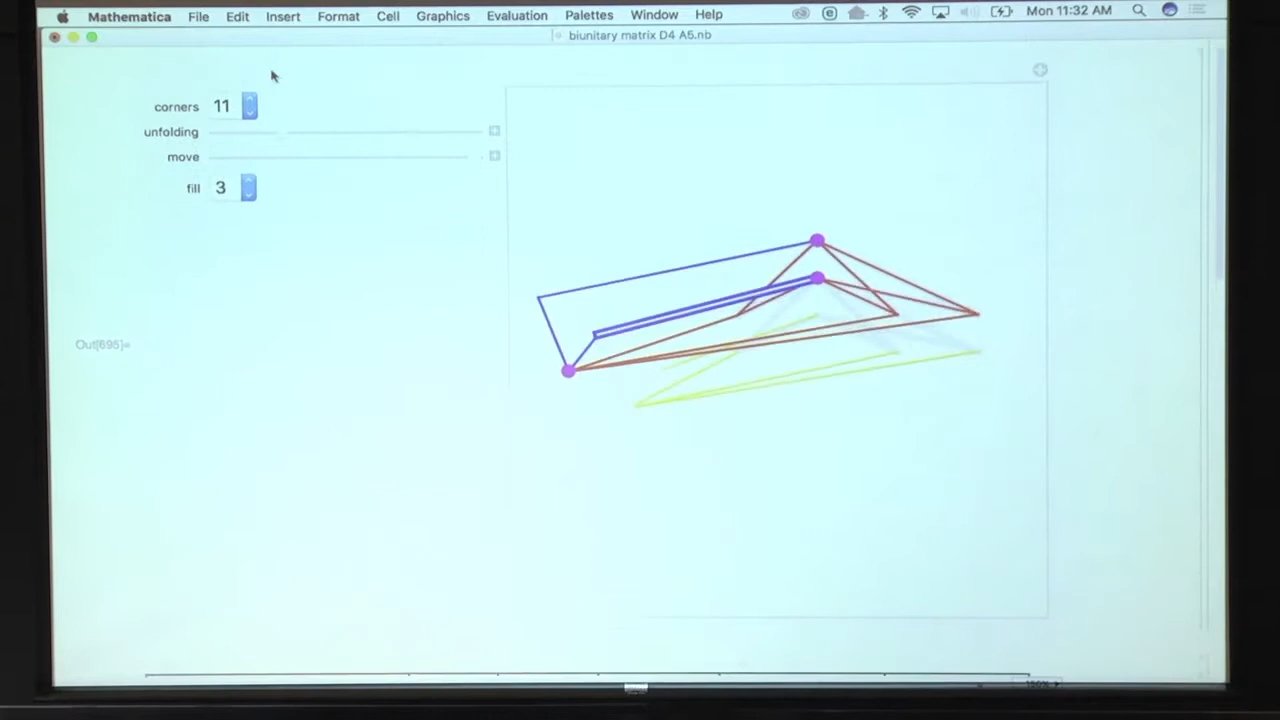 Mathematica File Edit Insert Format Cell Graphics Evaluation Palettes Window Help Mon 11:32 AM
biunitary matrix D4 A5.nb
corners 11
unfolding
move
fill 3
Out[695]=